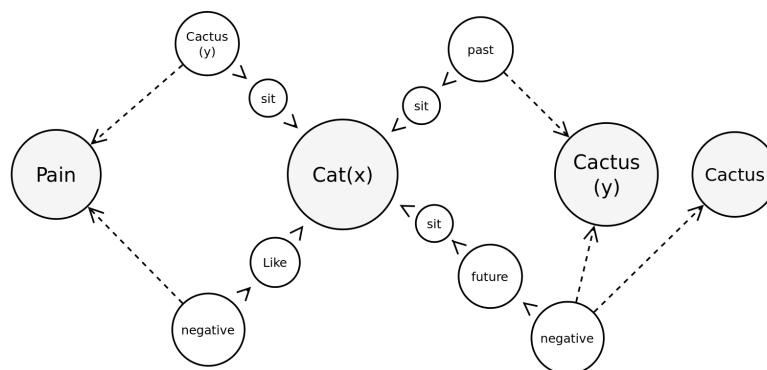 Cactus
(y)
past
sit
sit
Pain
Cat(x)
Cactus
(y)
Cactus
sit
Like
future
negative
negative